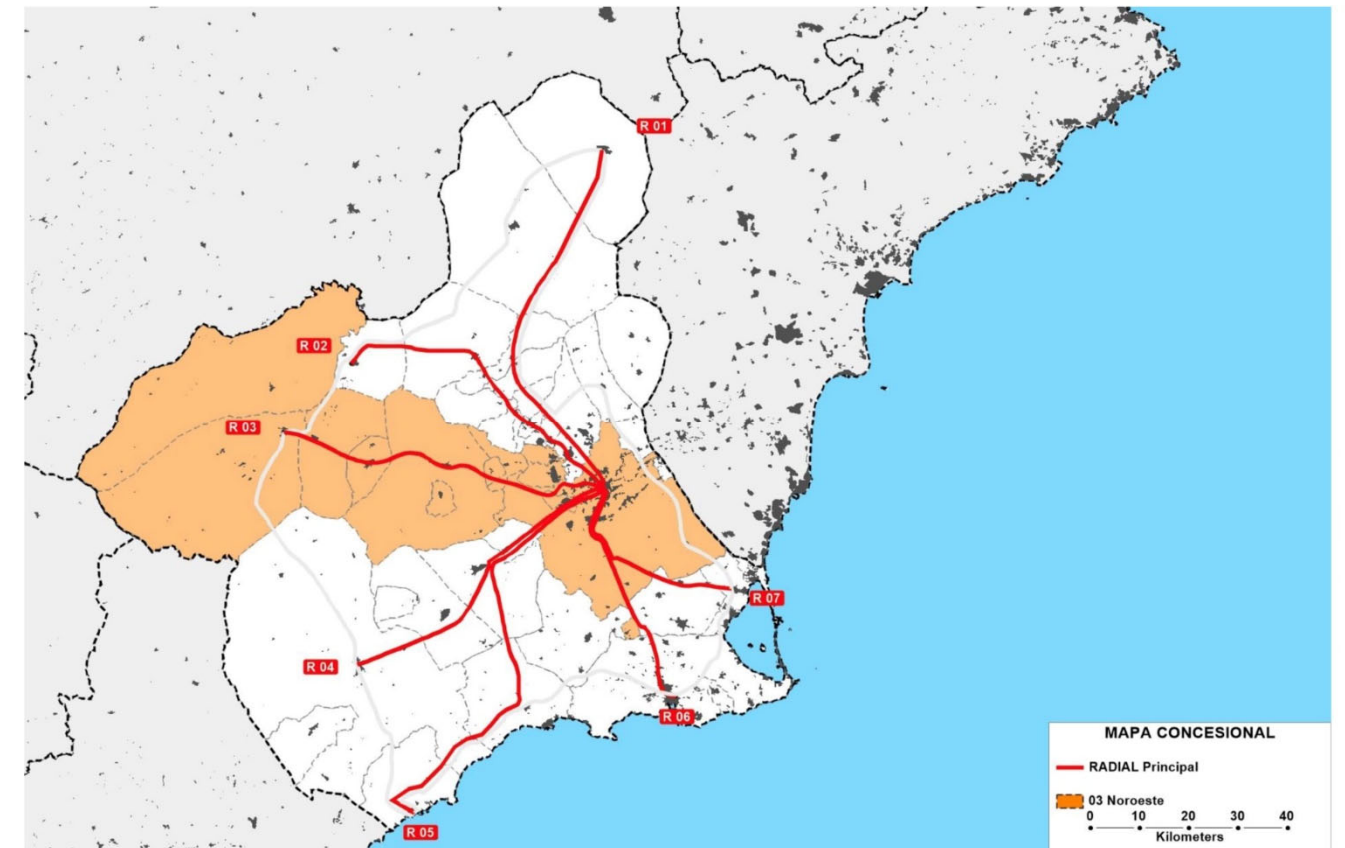 R 01
R 02
R 03
R 07
R 04
R 06
R 05
MAPA CONCESIONAL
RADIAL Principal
03 Noroeste
0 10 20 30 40
Kilometers